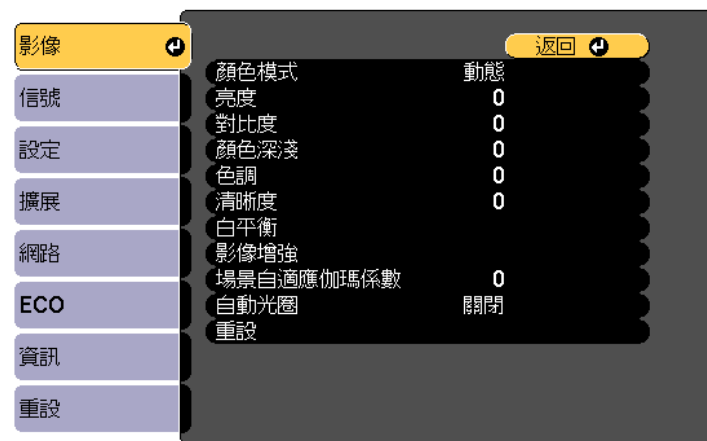 影像
信號
設定
擴展
網路
ECO
資訊
重設
返回
顏色模式 動態
亮度 0
對比度 0
顏色深淺 0
色調 0
清晰度 0
白平衡
影像增強
場景自適應伽瑪係數 0
自動光圈 關閉
重設